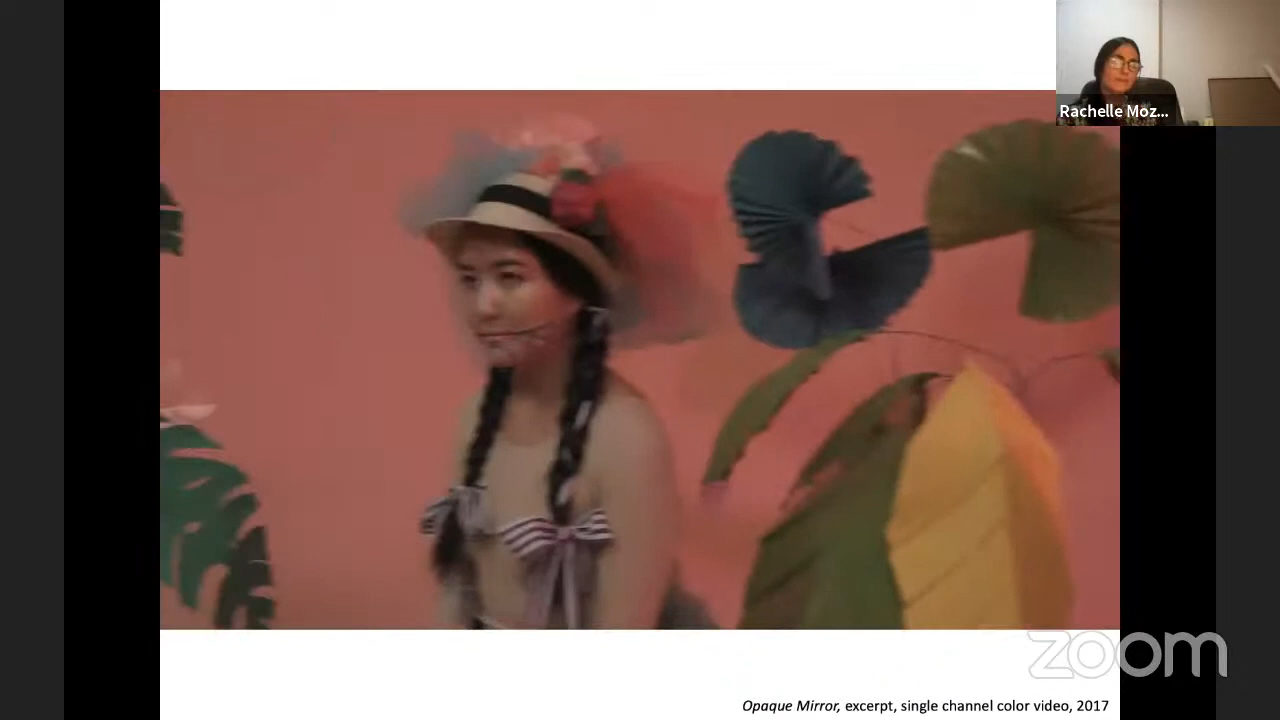 Rachelle Moz...
zoom
Opaque Mirror, excerpt, single channel color video, 2017